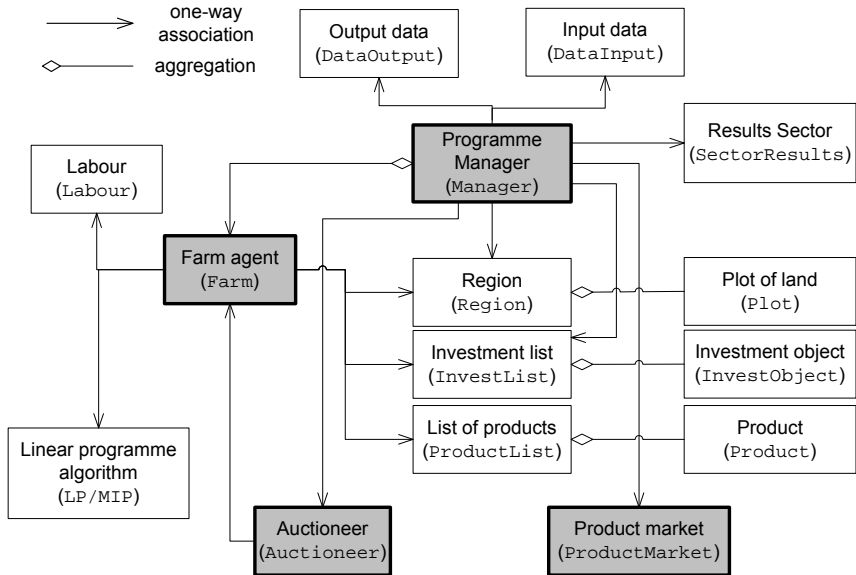 one-way
association
aggregation
Output data
(DataOutput)
Input data
(DataInput)
Programme
Manager
(Manager)
Results Sector
(SectorResults)
Labour
(Labour)
Farm agent
(Farm)
Region
(Region)
Plot of land
(Plot)
Investment list
(InvestList)
Investment object
(InvestObject)
List of products
(ProductList)
Product
(Product)
Linear programme
algorithm
(LP/MIP)
Auctioneer
(Auctioneer)
Product market
(ProductMarket)